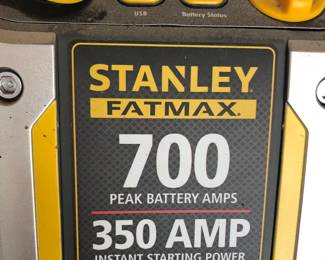 USB Battery Status
STANLEY
FATMAX.
700
PEAK BATTERY AMPS
350 AMP
INSTANT STARTING POWER